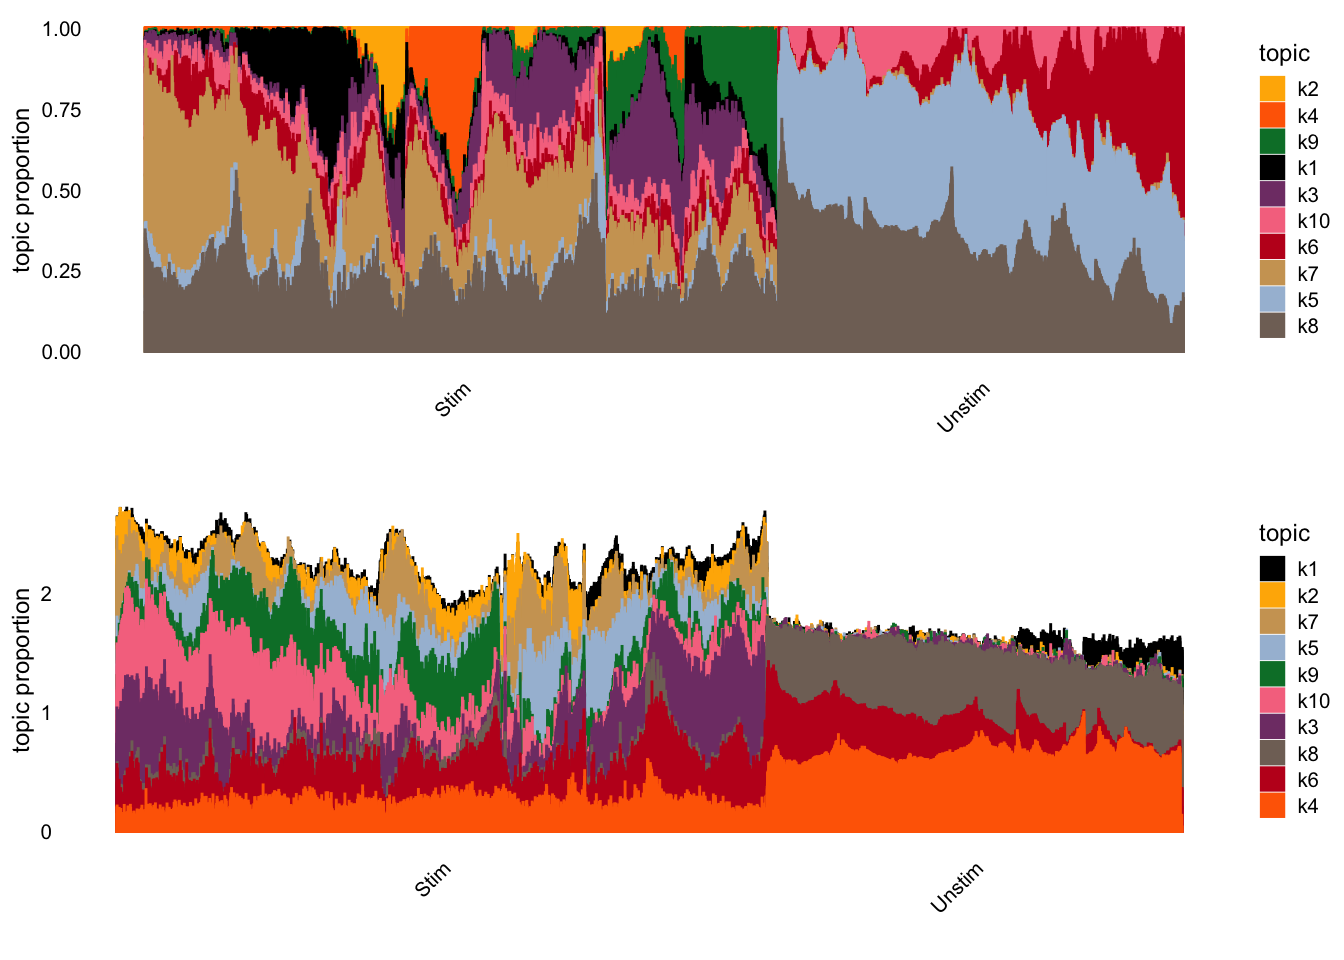 topic proportion
1.00
0.75
0.50
0.25
0.00
Stim
Unstim
topic
k2
k4
k9
k1
k3
k10
k6
k7
k5
k8
topic proportion
2
1
0
Stim
Unstim
topic
k1
k2
k7
k5
k9
k10
k3
k8
k6
k4